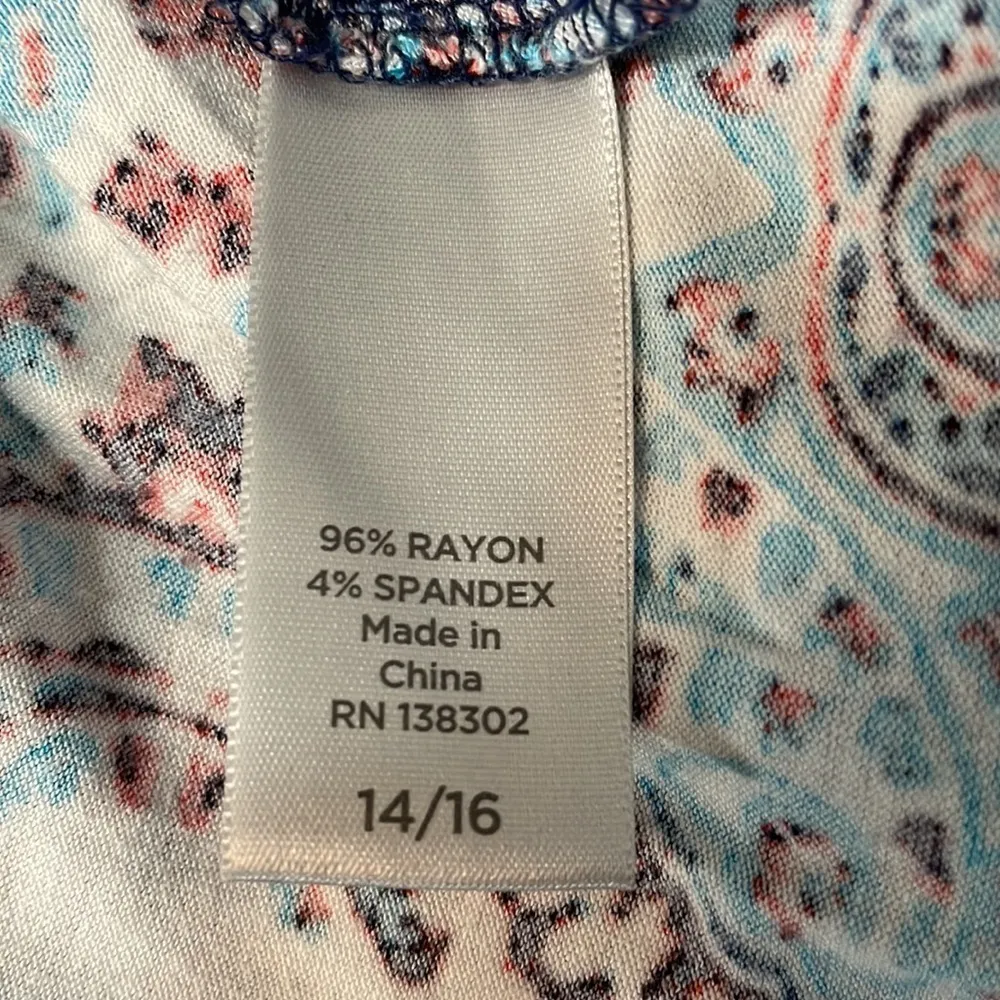 96% RAYON
4% SPANDEX
Made in
China
RN 138302
14/16